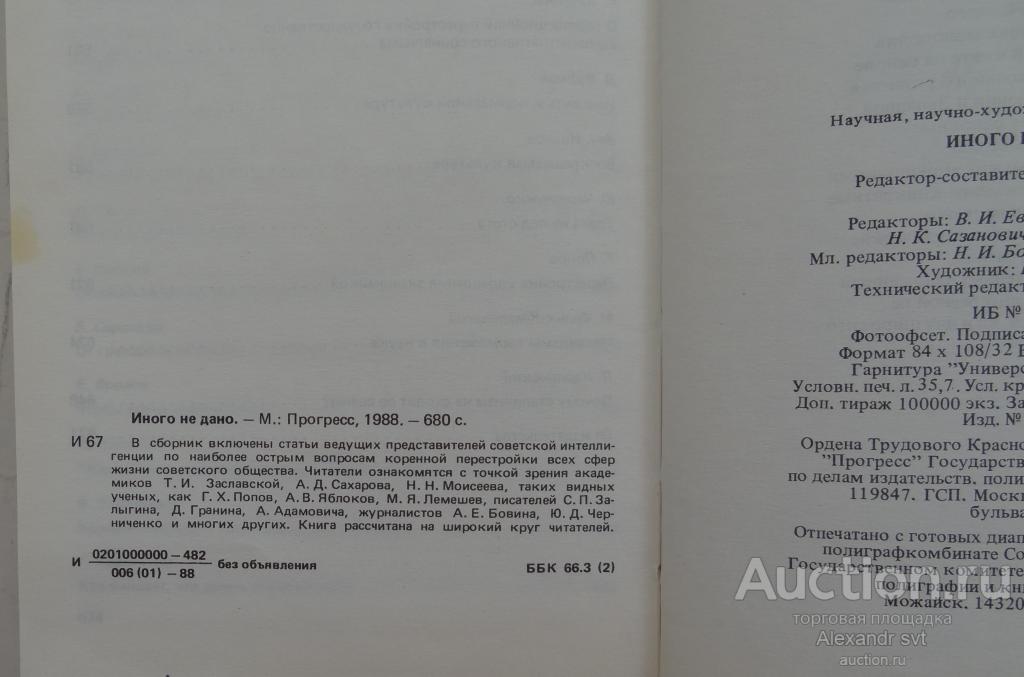 Иного не дано. — М.: Прогресс, 1988. — 680 с.
И 67 В сборник включены статьи ведущих представителей советской интелли-
генции по наиболее острым вопросам коренной перестройки всех сфер
жизни советского общества. Читатели ознакомятся с точкой зрения акаде-
миков Т. И. Заславской, А. Д. Сахарова, Н. Н. Моисеева, таких видных
ученых, как Г. Х. Попов, А. В. Яблоков, М. Я. Лемешев, писателей С. П. За-
лыгина, Д. Гранина, А. Адамовича, журналистов А. Е. Бовина, Ю. Д. Чер-
ниченко и многих других. Книга рассчитана на широкий круг читателей.
И 0201000000 — 482
006 (01) — 88
без объявления
ББК 66.3 (2)
Научная, научно-худо
ИНОГО
Редактор-составите
Редакторы: В. И. Ев
Н. К. Сазанович
Мл. редакторы: Н. И. Бо
Художник:
Технический редакт
ИБ №
Фотоофсет. Подписа
Формат 84 х 108/32
Гарнитура "Универс
Условн. печ. л. 35,7. Усл. кр
Доп. тираж 100000 экз. За
Изд. №
Ордена Трудового Красно
"Прогресс" Государств
по делам издательств, поли
119847. ГСП. Москв
бульва
Отпечатано с готовых диап
полиграфкомбинате Со
Государственном комитете
полиграфии и кн
Можайск, 14320
Auction.ru
торговая площадка
Alexandr svt
auction.ru